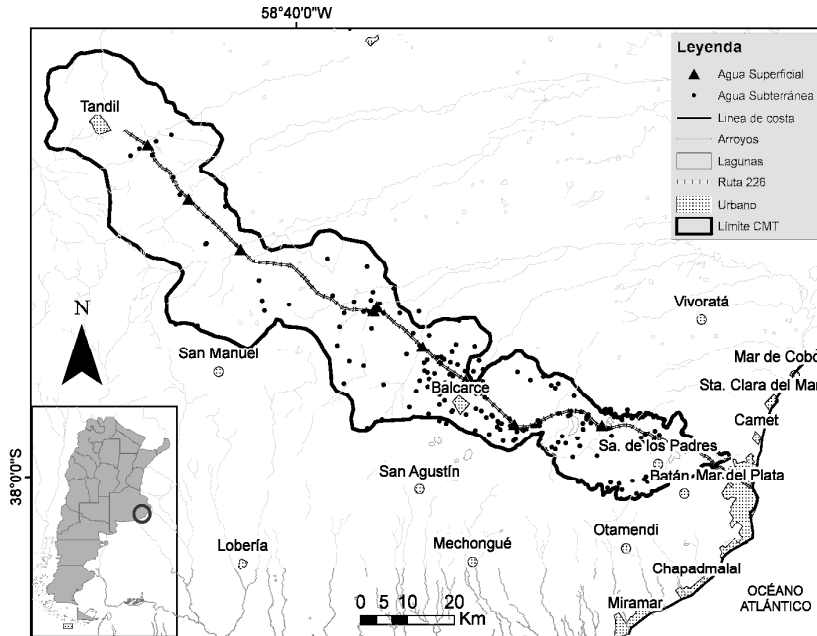 58°40'0"W
Leyenda
Agua Superficial
Agua Subterránea
Línea de costa
Arroyos
Lagunas
Ruta 226
Urbano
Límite CMT
Tandil
N
San Manuel
Vivoratá
Mar de Cobo
Sta. Clara del Mar
Camet
Balcarce
Sa. de los Padres
Batán
Mar del Plata
38°0'0"S
San Agustín
Otamendi
Lobería
Mechongué
Chapadmalal
Miramar
OCÉANO
ATLÁNTICO
0 5 10 20
Km